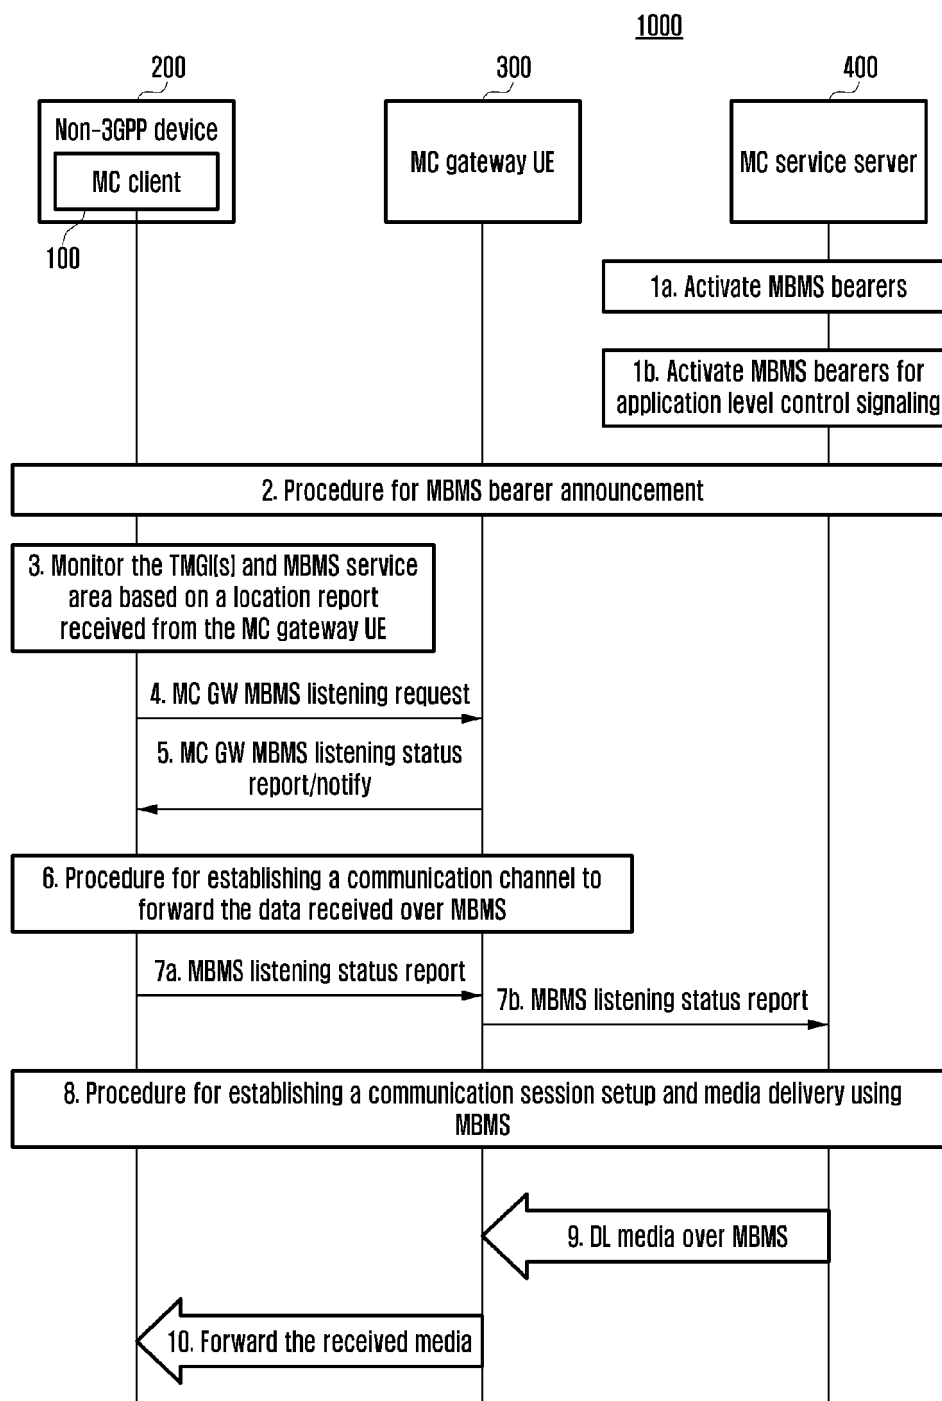 1000
200
300
400
Non-3GPP device
MC client
100
MC gateway UE
MC service server
1a. Activate MBMS bearers
1b. Activate MBMS bearers for
application level control signaling
2. Procedure for MBMS bearer announcement
3. Monitor the TMGI[s] and MBMS service
area based on a location report
received from the MC gateway UE
4. MC GW MBMS listening request
5. MC GW MBMS listening status
report/notify
6. Procedure for establishing a communication channel to
forward the data received over MBMS
7a. MBMS listening status report
7b. MBMS listening status report
8. Procedure for establishing a communication session setup and media delivery using
MBMS
9. DL media over MBMS
10. Forward the received media